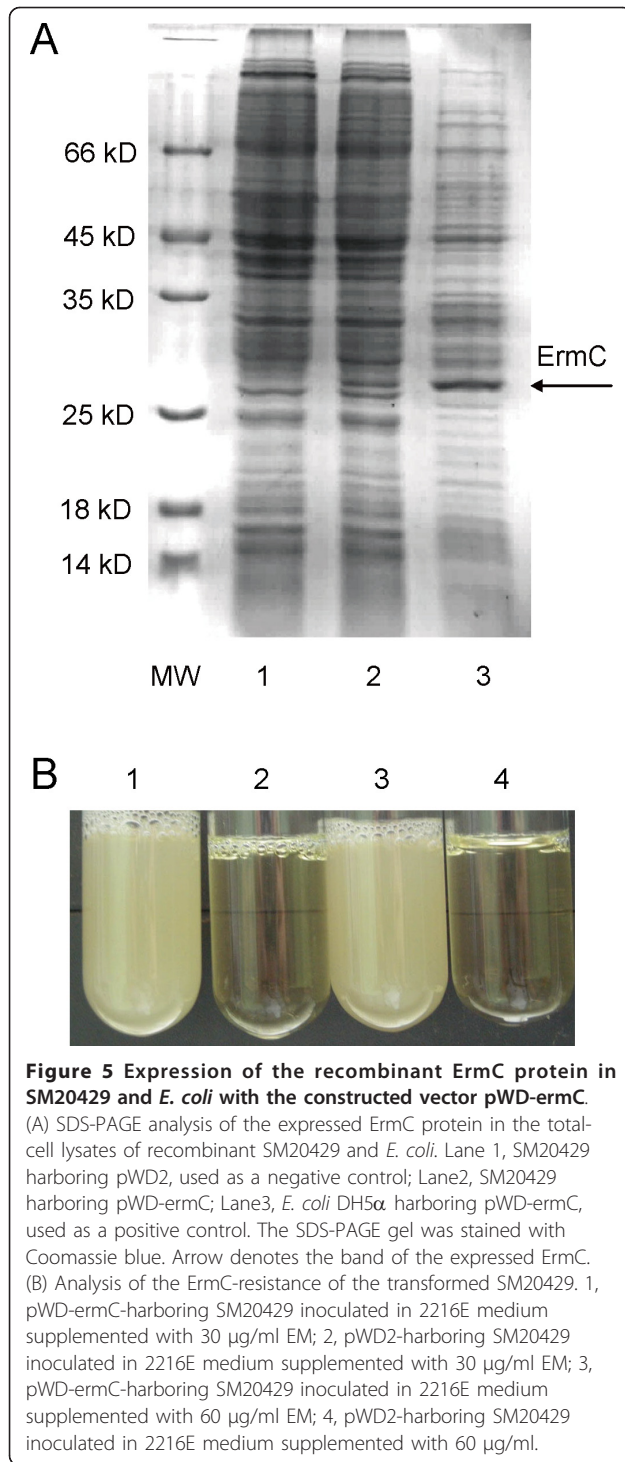 A
66 kD
45 kD
35 kD
ErmC
25 kD
18 kD
14 kD
MW 1 2 3
B 1 2 3 4
Figure 5 Expression of the recombinant ErmC protein in
SM20429 and E. coli with the constructed vector pWD-ermC.
(A) SDS-PAGE analysis of the expressed ErmC protein in the total-
cell lysates of recombinant SM20429 and E. coli. Lane 1, SM20429
harboring pWD2, used as a negative control; Lane2, SM20429
harboring pWD-ermC; Lane3, E. coli DH5α harboring pWD-ermC,
used as a positive control. The SDS-PAGE gel was stained with
Coomassie blue. Arrow denotes the band of the expressed ErmC.
(B) Analysis of the ErmC-resistance of the transformed SM20429. 1,
pWD-ermC-harboring SM20429 inoculated in 2216E medium
supplemented with 30 μg/ml EM; 2, pWD2-harboring SM20429
inoculated in 2216E medium supplemented with 30 μg/ml EM; 3,
pWD-ermC-harboring SM20429 inoculated in 2216E medium
supplemented with 60 μg/ml EM; 4, pWD2-harboring SM20429
inoculated in 2216E medium supplemented with 60 μg/ml.